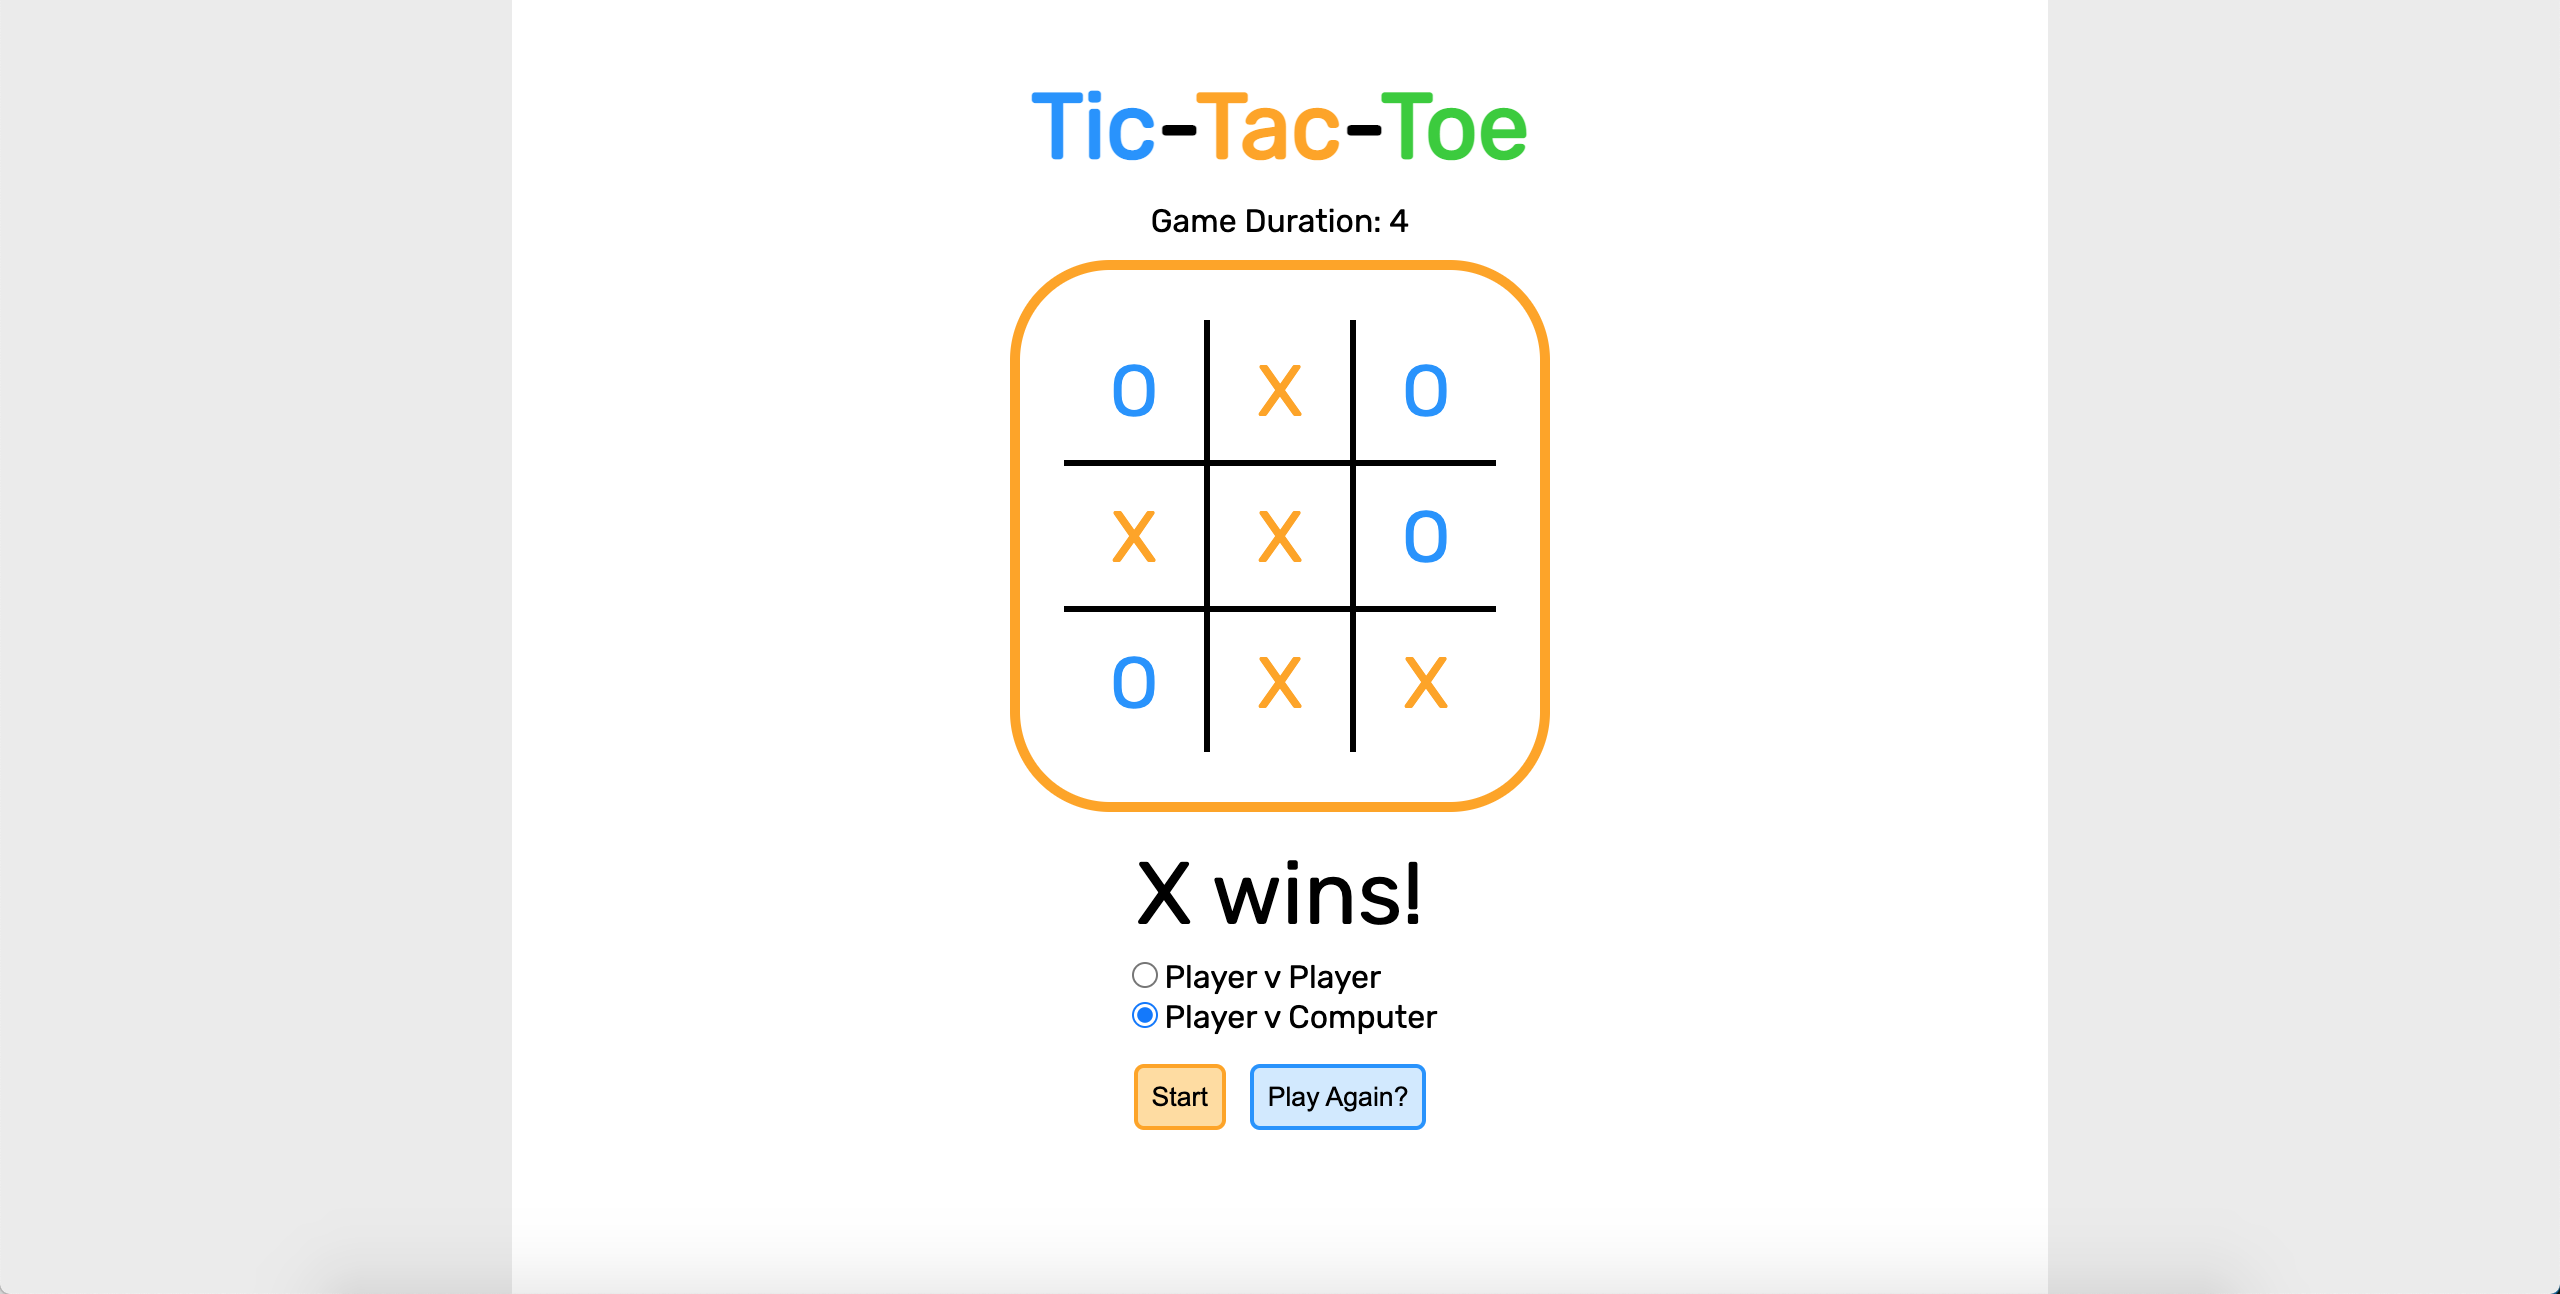 Tic-Tac-Toe
Game Duration: 4
O X O
X X O
O X X
X wins!
Player v Player
Player v Computer
Start Play Again?